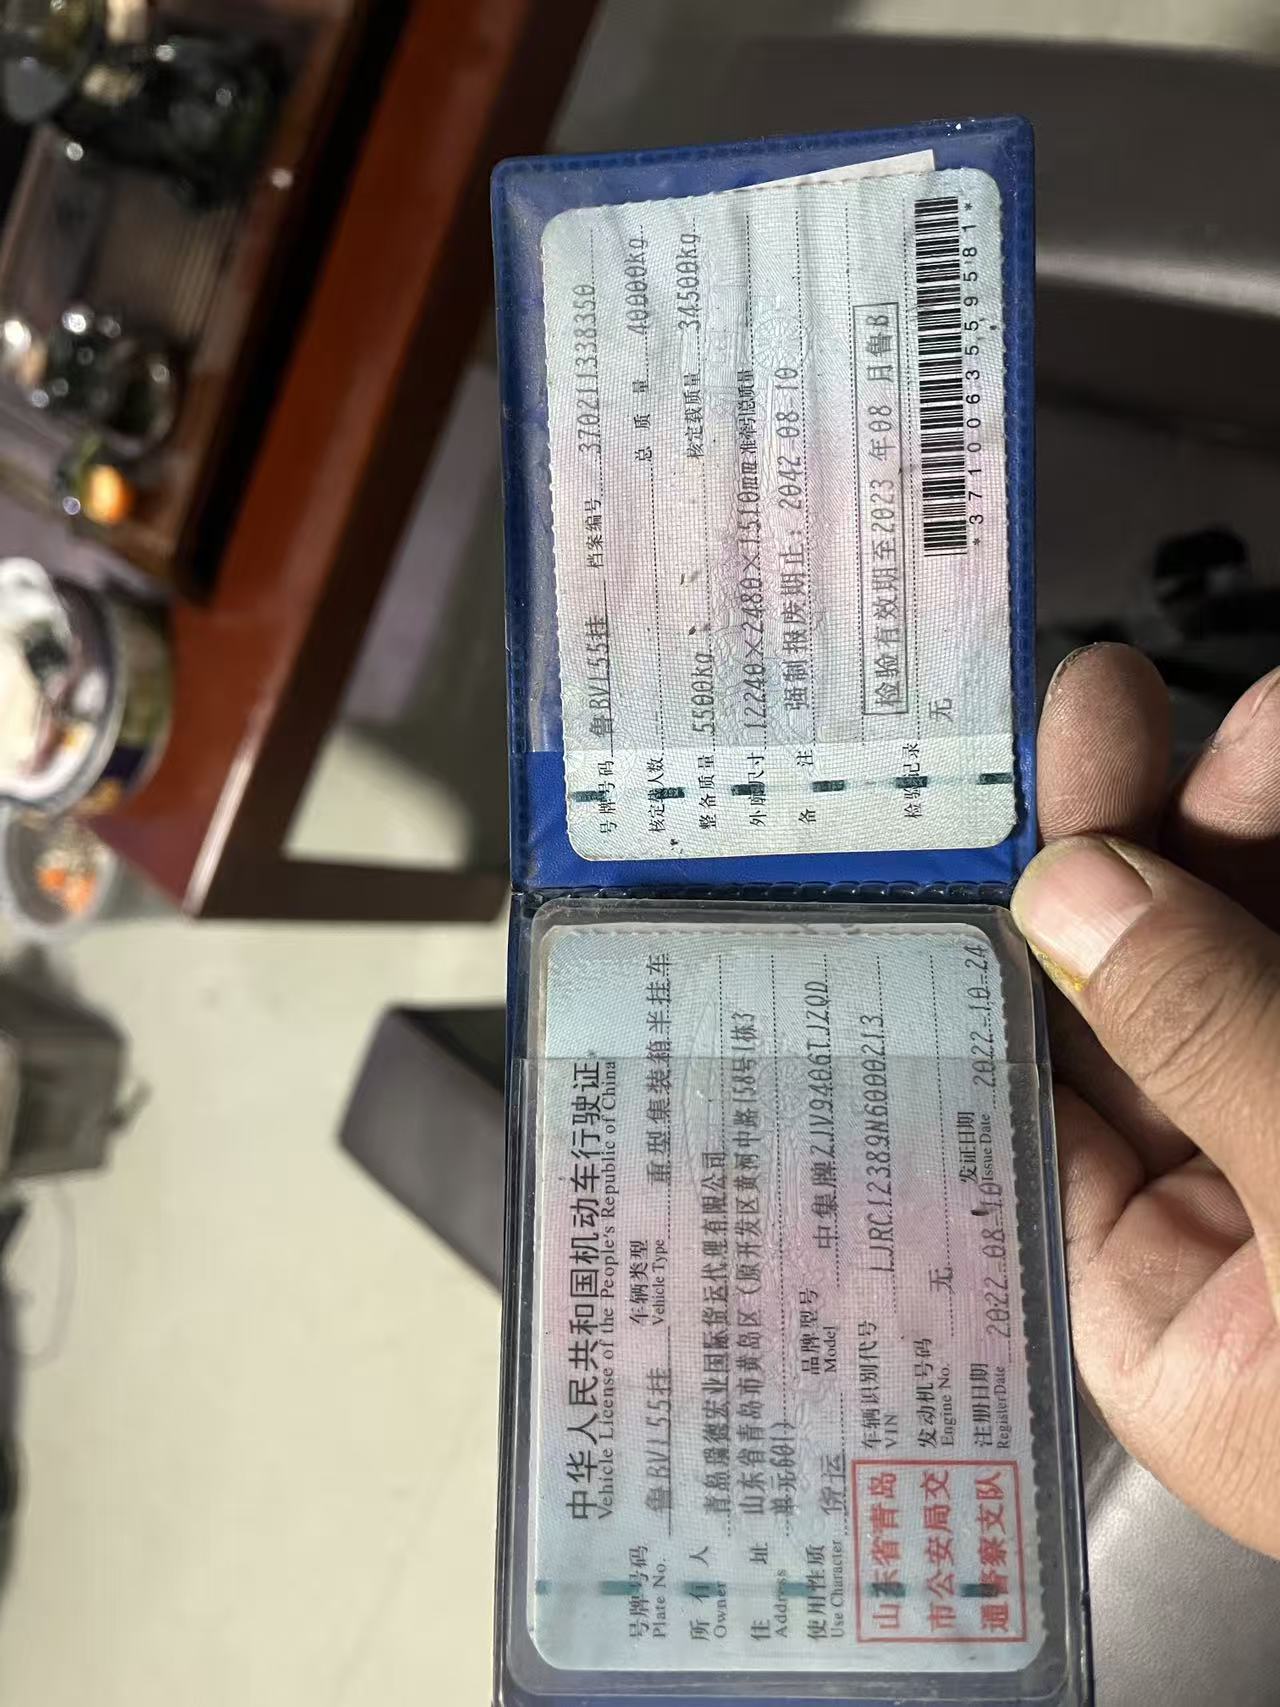 中华人民共和国机动车行驶证
Vehicle License of the People's Republic of China
号牌号码 鲁BVL55挂 车辆类型 重型集装箱半挂车
Plate No. Vehicle Type
所有人 青岛瑞德宏业国际货运代理有限公司
Owner
住址 山东省青岛市黄岛区(原开发区黄河中路158号1栋3
Address 单元601)
使用性质 货运 品牌型号 中集牌ZJV9406TJZQD
Use Character Model
车辆识别代号 LJRC12389N6000213
VIN
发动机号码 无
Engine No.
注册日期 2022-08-10 发证日期 2022-10-24
Register Date Issue Date
山东省青岛
市公安局交
通警察支队
号牌号码 鲁BVL55挂 档案编号 370211338350
核定载人数 总质量 40000kg
整备质量 5500kg 核定载质量 34500kg
外廓尺寸 12240×2480×1510mm 准牵引总质量
备注 强制报废期止:2042-08-10
检验有效期至2023年08月鲁B
检验记录 无
*3710063559581*